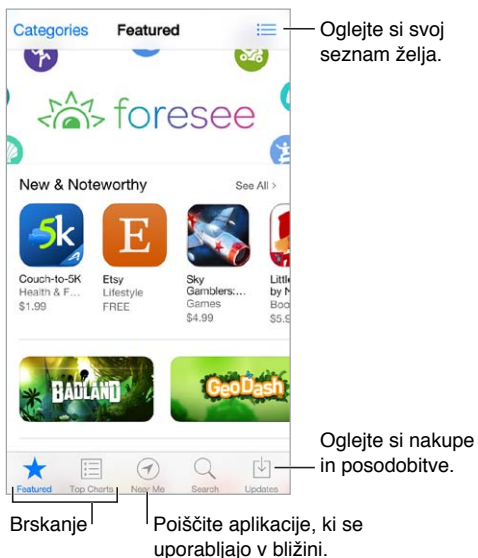 Categories Featured
Oglejte si svoj
seznam želja.
foresee
New & Noteworthy See All >
5k
E
Couch-to-5K
Health & F...
$1.99
Etsy
Lifestyle
FREE
Sky
Gamblers:...
Games
$4.99
Littl
by N
Boo
$5.9
BADLAND
GeoDash
Oglejte si nakupe
in posodobitve.
Featured Top Charts Near Me Search Updates
Brskanje
Poiščite aplikacije, ki se
uporabljajo v bližini.